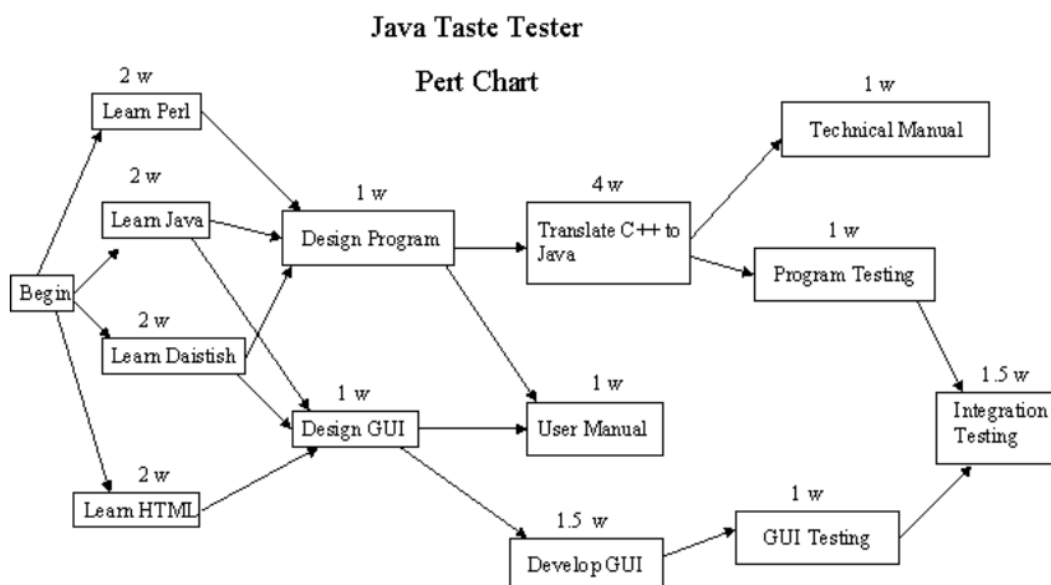 Java Taste Tester
Pert Chart
2 w
Learn Perl
1 w
Technical Manual
2 w
Learn Java
1 w
Design Program
4 w
Translate C++ to
Java
1 w
Program Testing
Begin
2 w
Learn Daistish
1 w
Design GUI
1 w
User Manual
1.5 w
Integration
Testing
2 w
Learn HTML
1.5 w
Develop GUI
1 w
GUI Testing